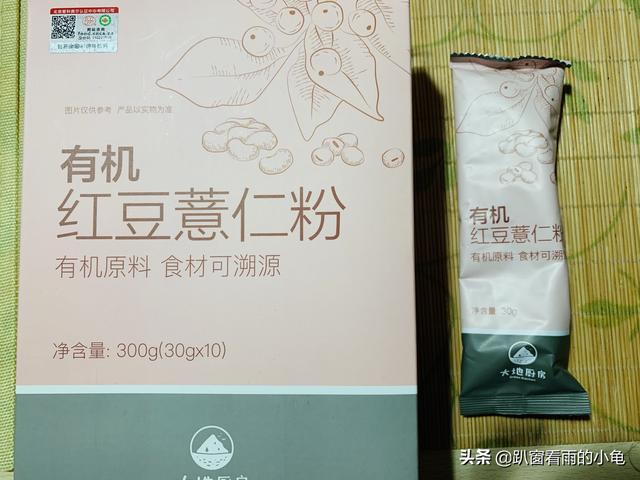 图片仅供参考 产品以实物为准
有机
红豆薏仁粉
有机原料 食材可溯源
净含量: 300g(30gx10)
有机
红豆薏仁粉
有机原料 食材可溯
净含量 30g
大地厨房
头条 @趴窗看雨的小龟